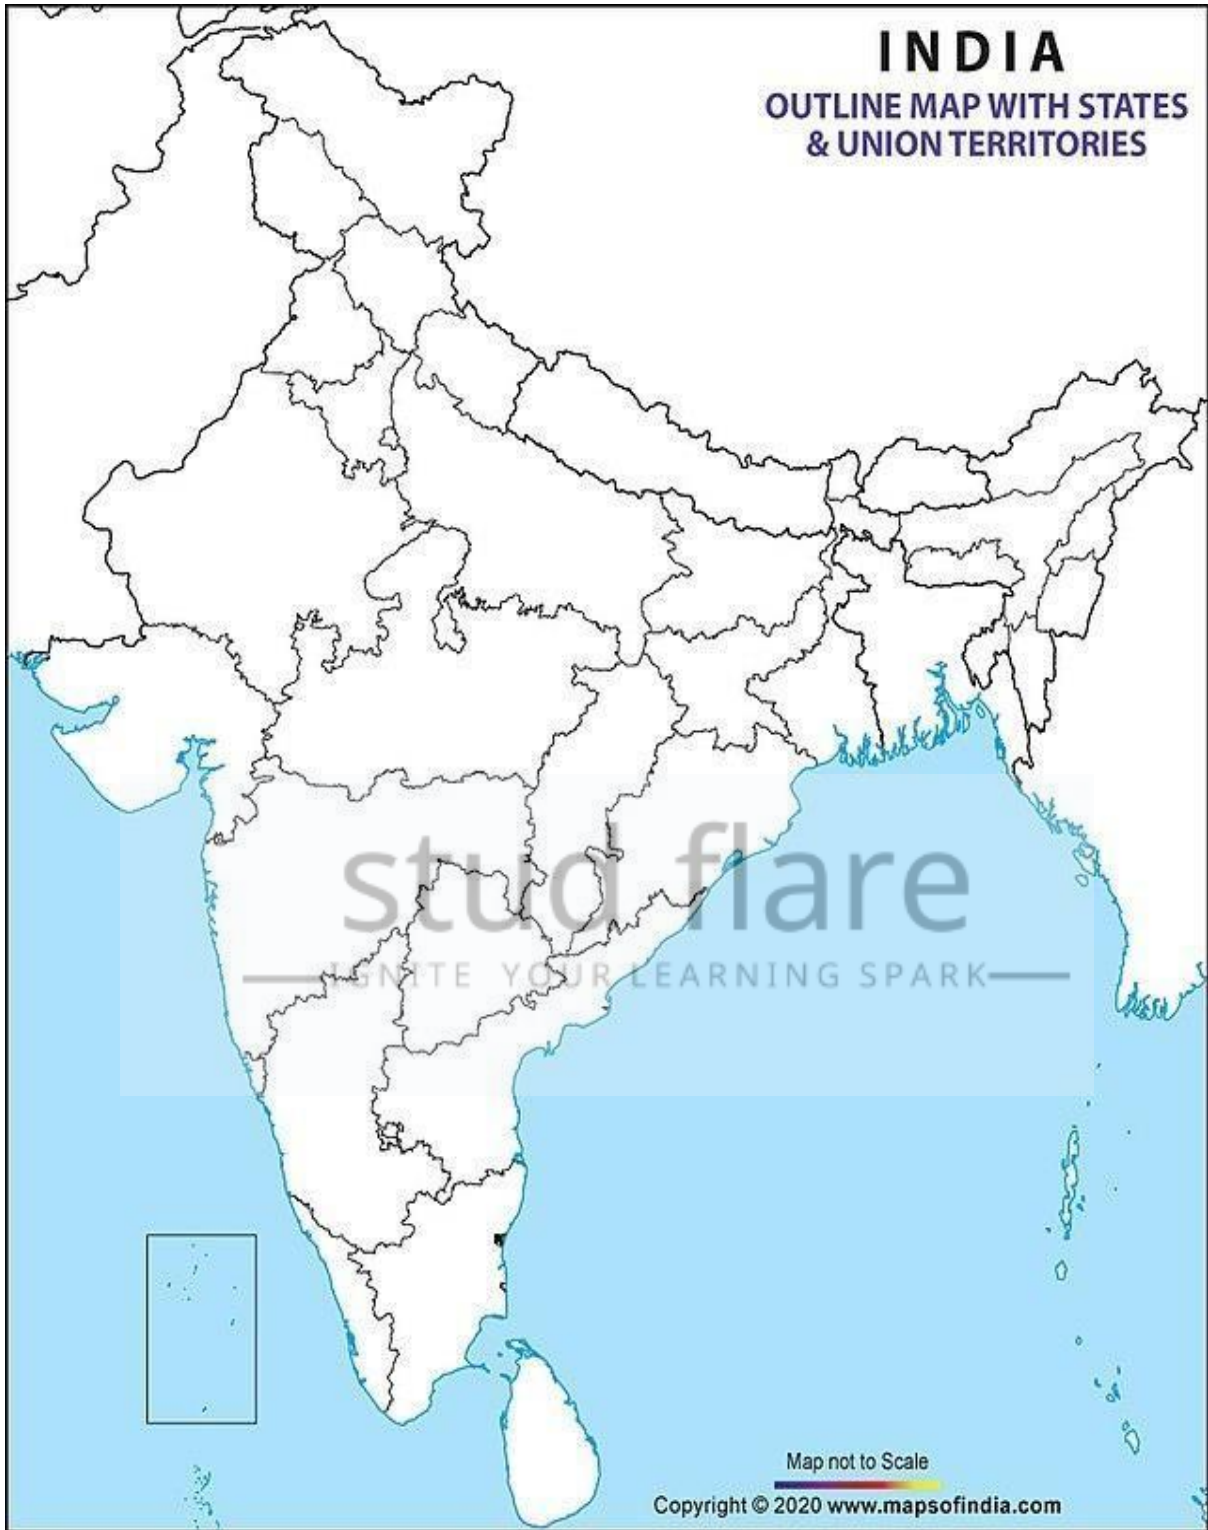 INDIA
OUTLINE MAP WITH STATES
& UNION TERRITORIES
stud flare
IGNITE YOUR LEARNING SPARK
Map not to Scale
Copyright © 2020 www.mapsofindia.com